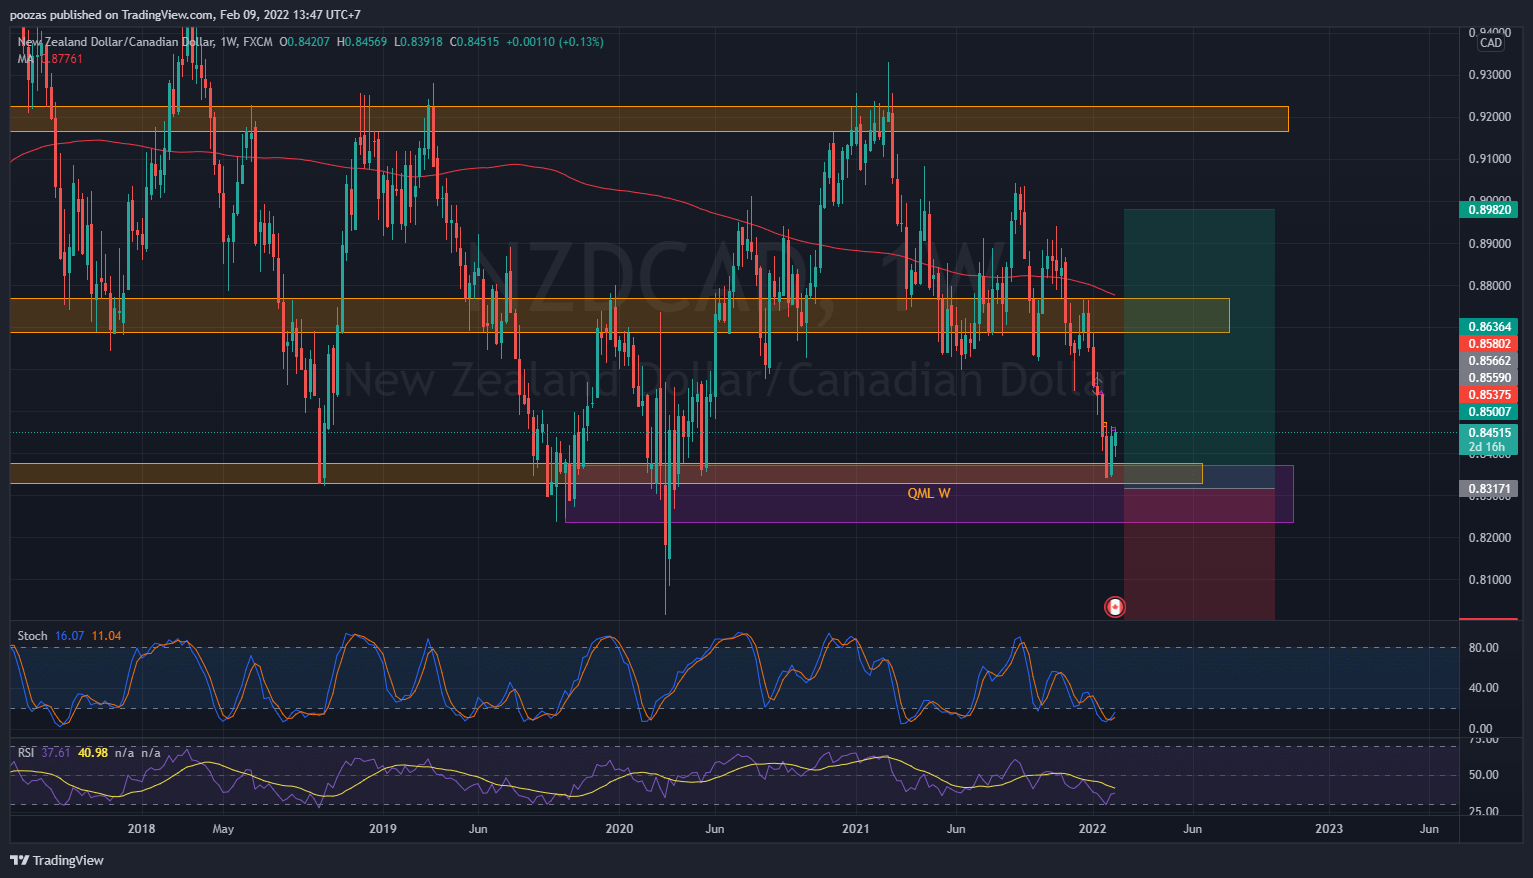 poozas published on TradingView.com, Feb 09, 2022 13:47 UTC+7
New Zealand Dollar/Canadian Dollar, 1W, FXCM O0.84207 H0.84569 L0.83918 C0.84515 +0.00110 (+0.13%)
MA 0.87761
0.94000
CAD
0.93000
0.92000
0.91000
0.90000
0.89820
0.89000
0.88000
0.86364
0.85802
0.85662
0.85590
0.85375
0.85007
0.84515
2d 16h
0.84000
0.83171
0.83000
0.82000
0.81000
NZDCAD, 1W
New Zealand Dollar/Canadian Dollar
QML W
Stoch 16.07 11.04
80.00
40.00
0.00
RSI 37.61 40.98 n/a n/a
75.00
50.00
25.00
2018 May 2019 Jun 2020 Jun 2021 Jun 2022 Jun 2023 Jun
TradingView